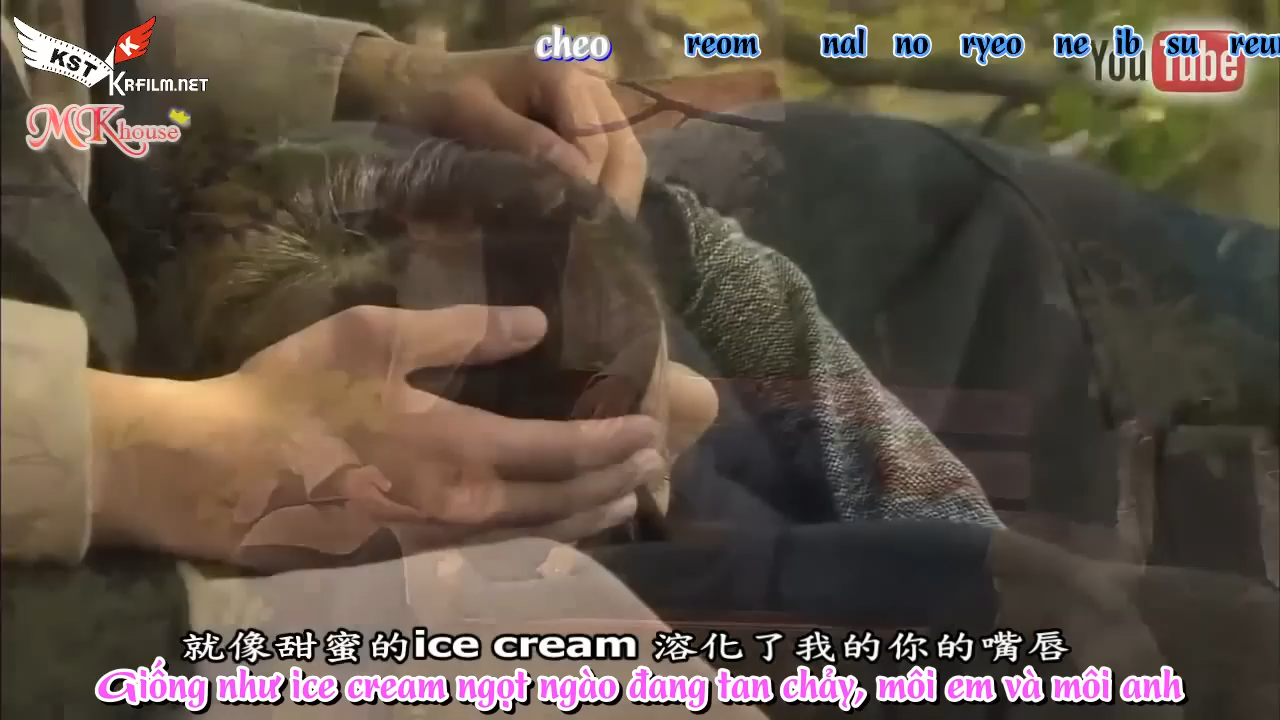 cheo reom nal no ryeo ne ib su reu
KST K
KRFILM.NET
YouTube
MKhouse
就像甜蜜的ice cream 溶化了我的你的嘴唇
Giống như ice cream ngọt ngào đang tan chảy, môi em và môi anh